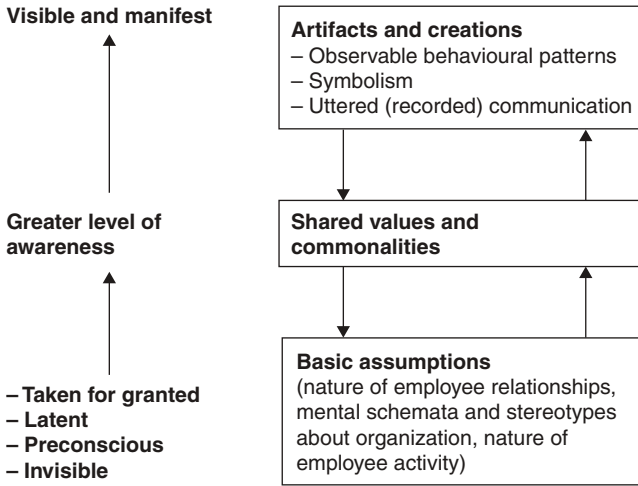 Visible and manifest
Artifacts and creations
– Observable behavioural patterns
– Symbolism
– Uttered (recorded) communication
Greater level of
awareness
Shared values and
commonalities
– Taken for granted
– Latent
– Preconscious
– Invisible
Basic assumptions
(nature of employee relationships,
mental schemata and stereotypes
about organization, nature of
employee activity)